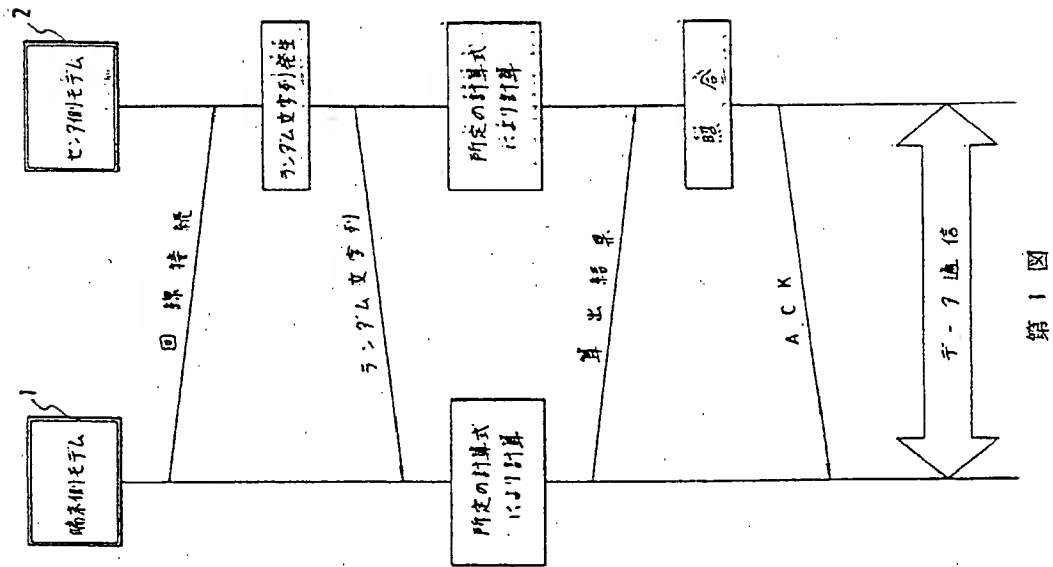 1
端末側モデム
2
センタ側モデム
回線接続
ランダム文字列発生
ランダム文字列
所定の計算式
により計算
所定の計算式
により計算
算出結果
照合
ACK
データ通信
第1図